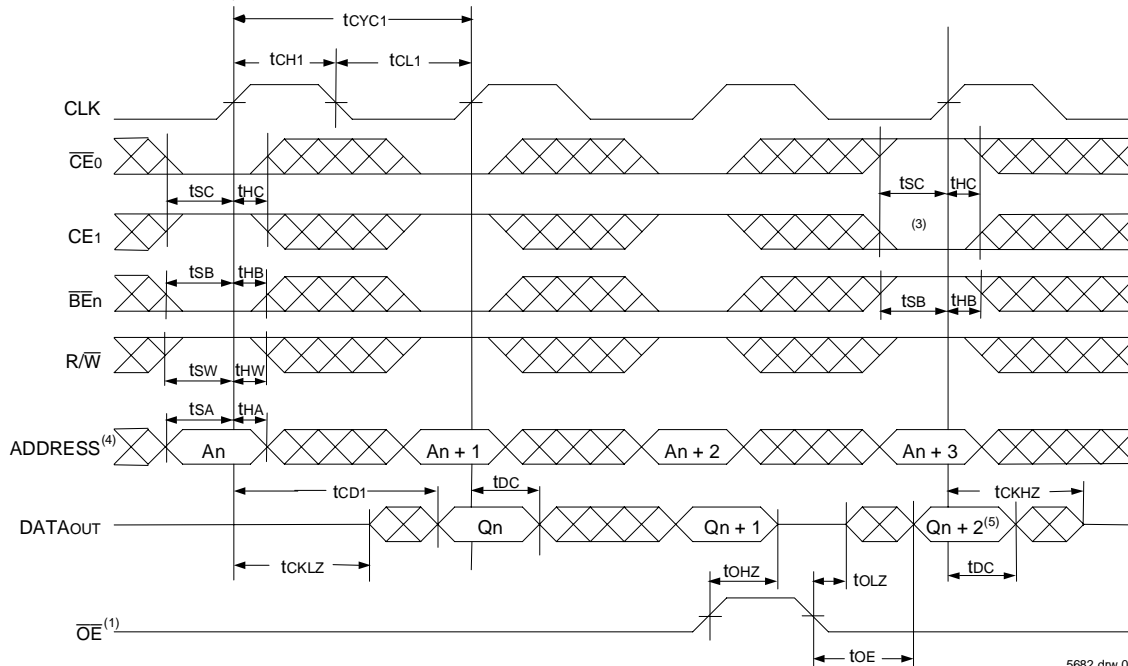 tCYC1
tCH1 tCL1
CLK
CE0
tSC tHC tSC tHC
CE1 (3)
tSB tHB tSB tHB
BEn
R/W
tSW tHW
tSA tHA
ADDRESS(4) An An + 1 An + 2 An + 3
tCD1 tDC tCKHZ
DATAOUT Qn Qn + 1 Qn + 2(5)
tCKLZ tOHZ tOLZ tDC
OE(1)
tOE